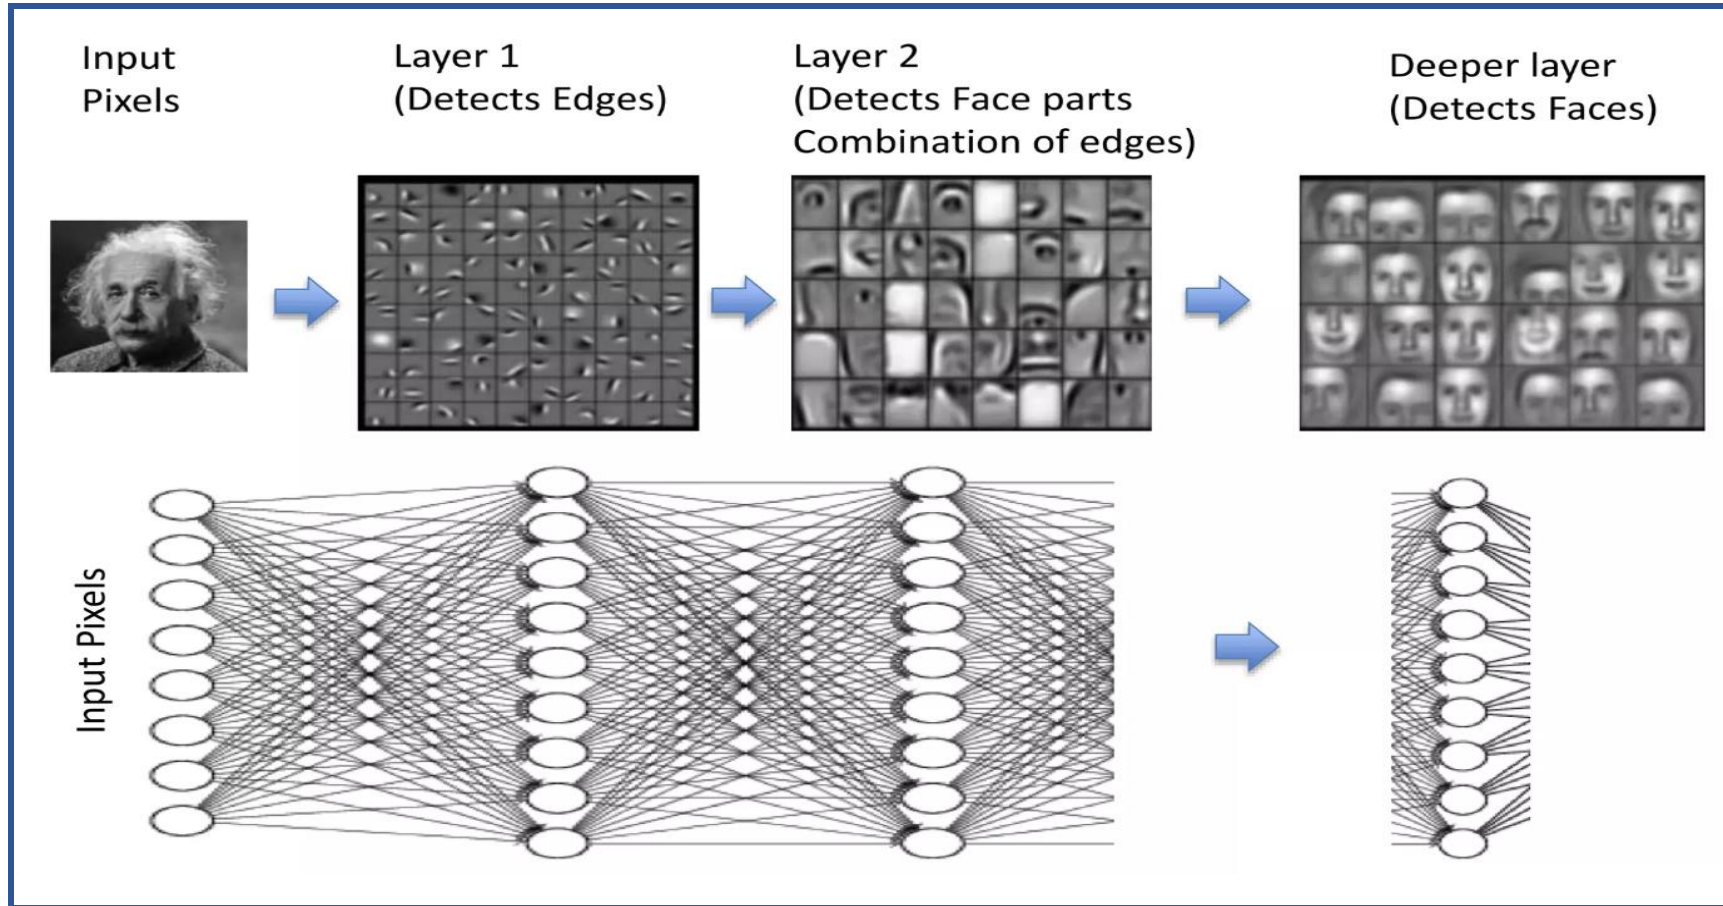 Input
Pixels
Layer 1
(Detects Edges)
Layer 2
(Detects Face parts
Combination of edges)
Deeper layer
(Detects Faces)
Input Pixels